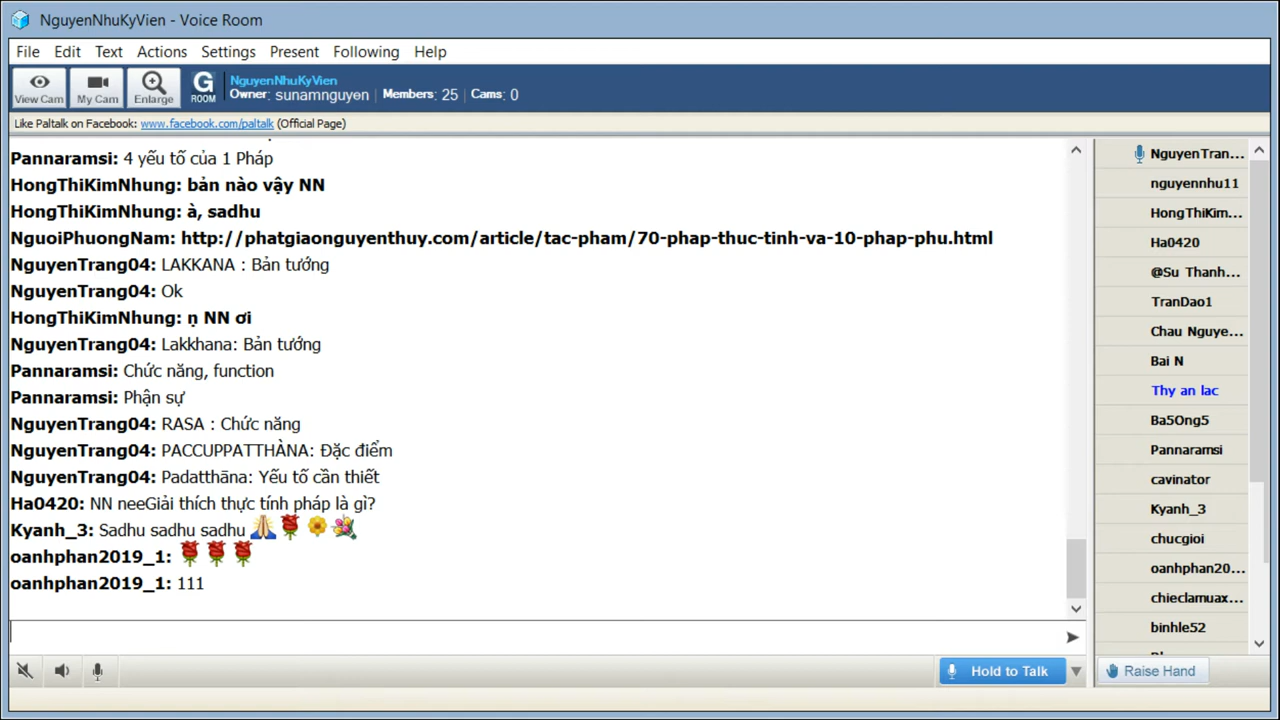 NguyenNhuKyVien - Voice Room
File Edit Text Actions Settings Present Following Help
View Cam My Cam Enlarge G ROOM NguyenNhuKyVien
Owner: sunamnguyen Members: 25 Cams: 0
Like Paltalk on Facebook: www.facebook.com/paltalk (Official Page)
Pannaramsi: 4 yếu tố của 1 Pháp
HongThiKimNhung: bản nào vậy NN
HongThiKimNhung: à, sadhu
NguoiPhuongNam: http://phatgiaonguyenthuy.com/article/tac-pham/70-phap-thuc-tinh-va-10-phap-phu.html
NguyenTrang04: LAKKANA : Bản tướng
NguyenTrang04: Ok
HongThiKimNhung: ṇ NN ơi
NguyenTrang04: Lakkhana: Bản tướng
Pannaramsi: Chức năng, function
Pannaramsi: Phận sự
NguyenTrang04: RASA : Chức năng
NguyenTrang04: PACCUPPATTHÀNA: Đặc điểm
NguyenTrang04: Padatthāna: Yếu tố cần thiết
Ha0420: NN neeGiải thích thực tính pháp là gì?
Kyanh_3: Sadhu sadhu sadhu 🙏🌹🌼💐
oanhphan2019_1: 🌹🌹🌹
oanhphan2019_1: 111
NguyenTran...
nguyennhu11
HongThiKim...
Ha0420
@Su Thanh...
TranDao1
Chau Nguye...
Bai N
Thy an lac
Ba5Ong5
Pannaramsi
cavinator
Kyanh_3
chucgioi
oanhphan20...
chieclamuax...
binhle52
Hold to Talk
Raise Hand